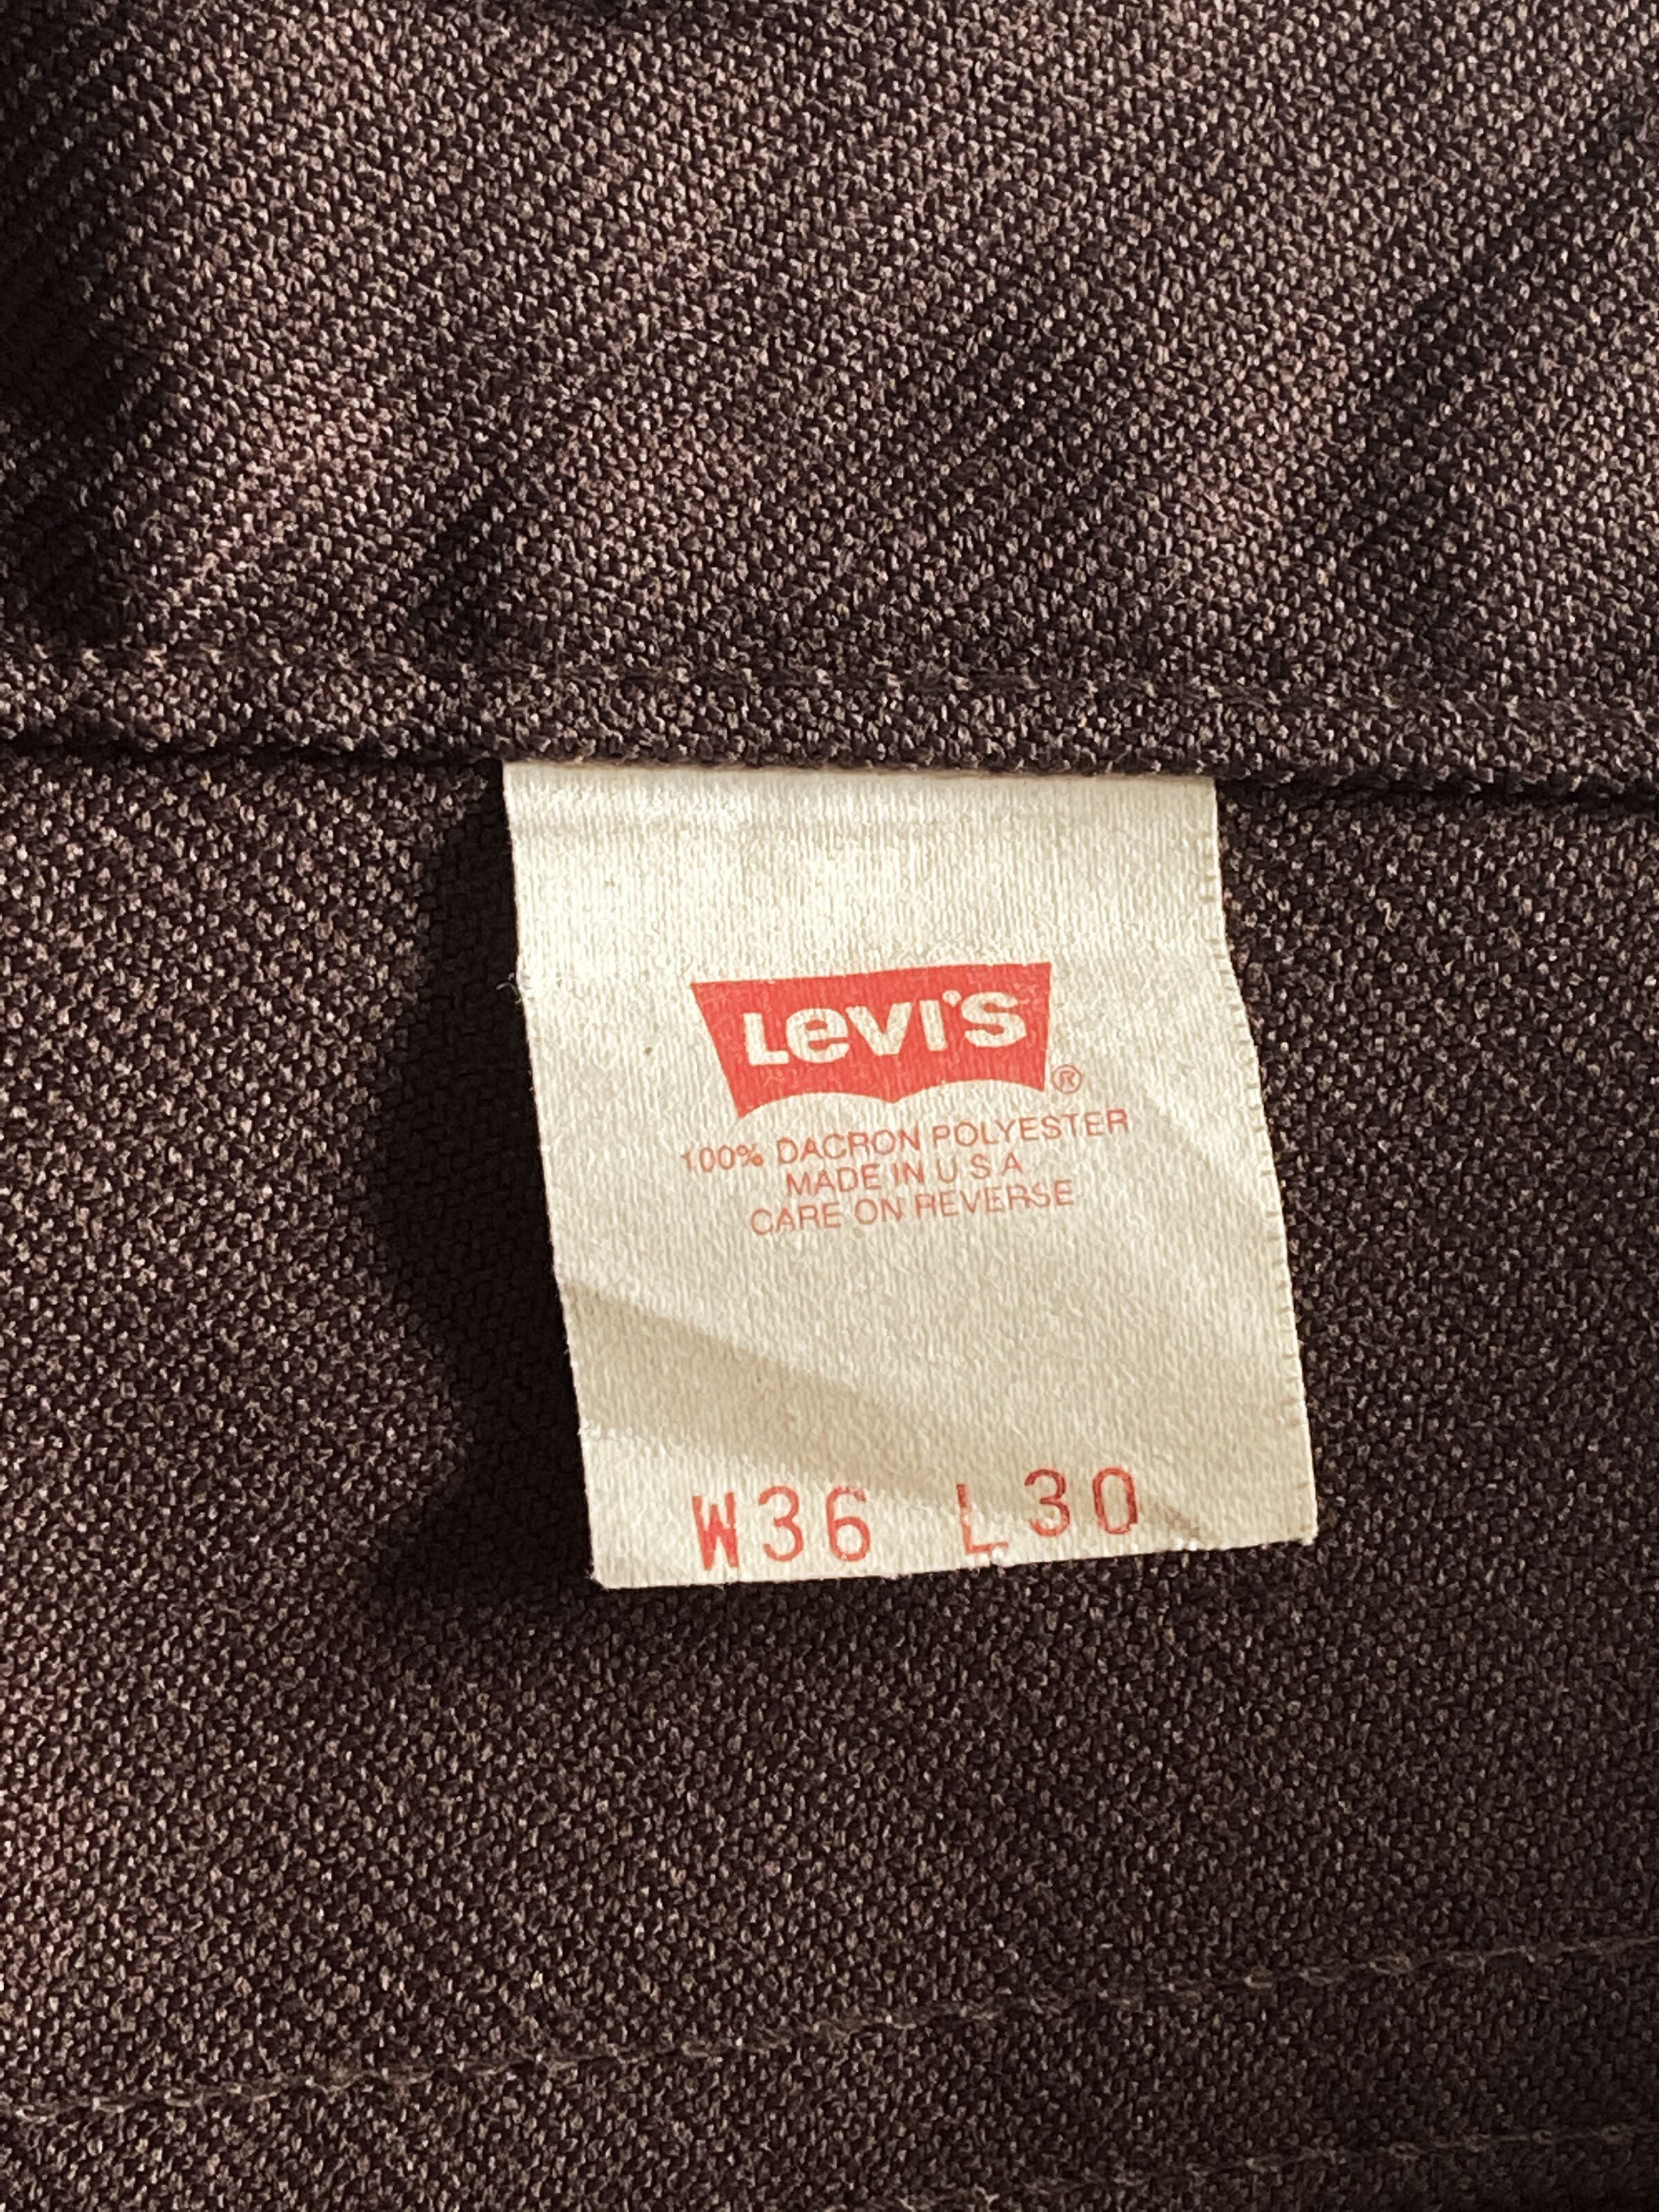 Levi's ®
100% DACRON POLYESTER
MADE IN U S A
CARE ON REVERSE
W36 L30